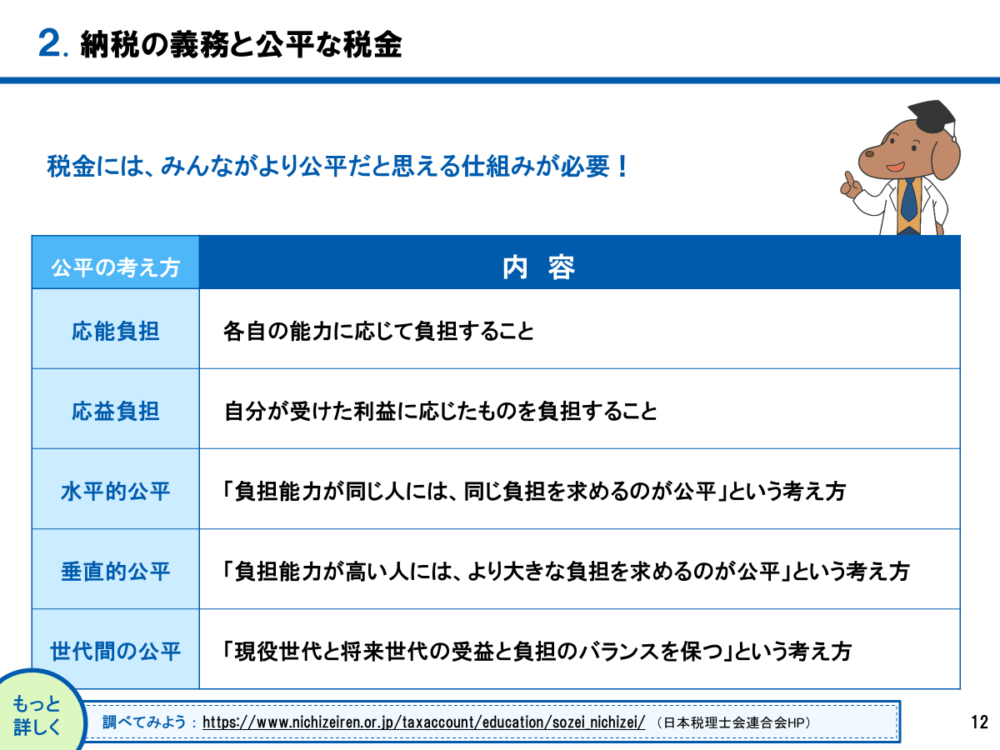 2. 納税の義務と公平な税金
税金には、みんながより公平だと思える仕組みが必要！
公平の考え方 内 容
応能負担 各自の能力に応じて負担すること
応益負担 自分が受けた利益に応じたものを負担すること
水平的公平 「負担能力が同じ人には、同じ負担を求めるのが公平」という考え方
垂直的公平 「負担能力が高い人には、より大きな負担を求めるのが公平」という考え方
世代間の公平 「現役世代と将来世代の受益と負担のバランスを保つ」という考え方
もっと
詳しく
調べてみよう：https://www.nichizeiren.or.jp/taxaccount/education/sozei_nichizei/ （日本税理士会連合会HP）
12